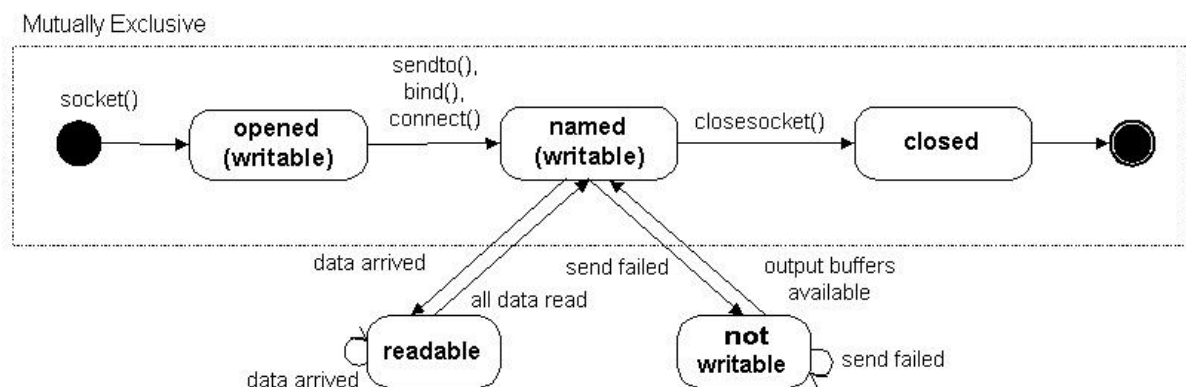 Mutually Exclusive
socket()
opened
(writable)
sendto(),
bind(),
connect()
named
(writable)
closesocket()
closed
data arrived
all data read
send failed
output buffers
available
readable
data arrived
not
writable
send failed